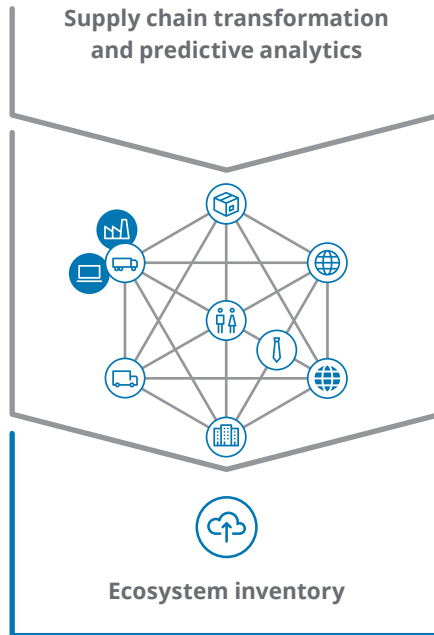 Supply chain transformation
and predictive analytics
Ecosystem inventory